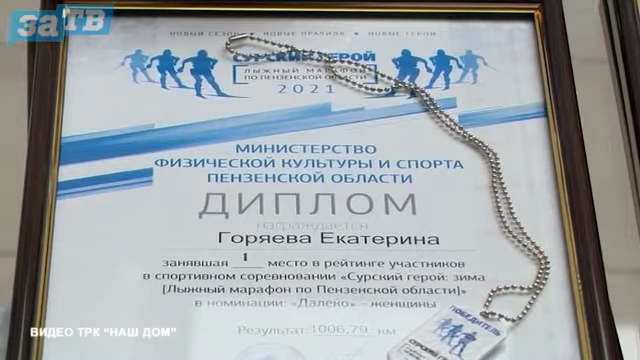 заТВ
НОВЫЙ СЕЗОН • НОВЫЕ ПРАВИЛА • НОВЫЕ ГЕРОИ
СУРСКИЙ ГЕРОЙ
ЛЫЖНЫЙ МАРАФОН
ПО ПЕНЗЕНСКОЙ ОБЛАСТИ
2021
МИНИСТЕРСТВО
ФИЗИЧЕСКОЙ КУЛЬТУРЫ И СПОРТА
ПЕНЗЕНСКОЙ ОБЛАСТИ
ДИПЛОМ
награждается
Горяева Екатерина
занявшая 1 место в рейтинге участников
в спортивном соревновании «Сурский герой: зима
[Лыжный марафон по Пензенской области]»
в номинации: «Далеко» - женщины
Результат: 1006,79 км
ПОБЕДИТЕЛЬ
ВИДЕО ТРК "НАШ ДОМ"